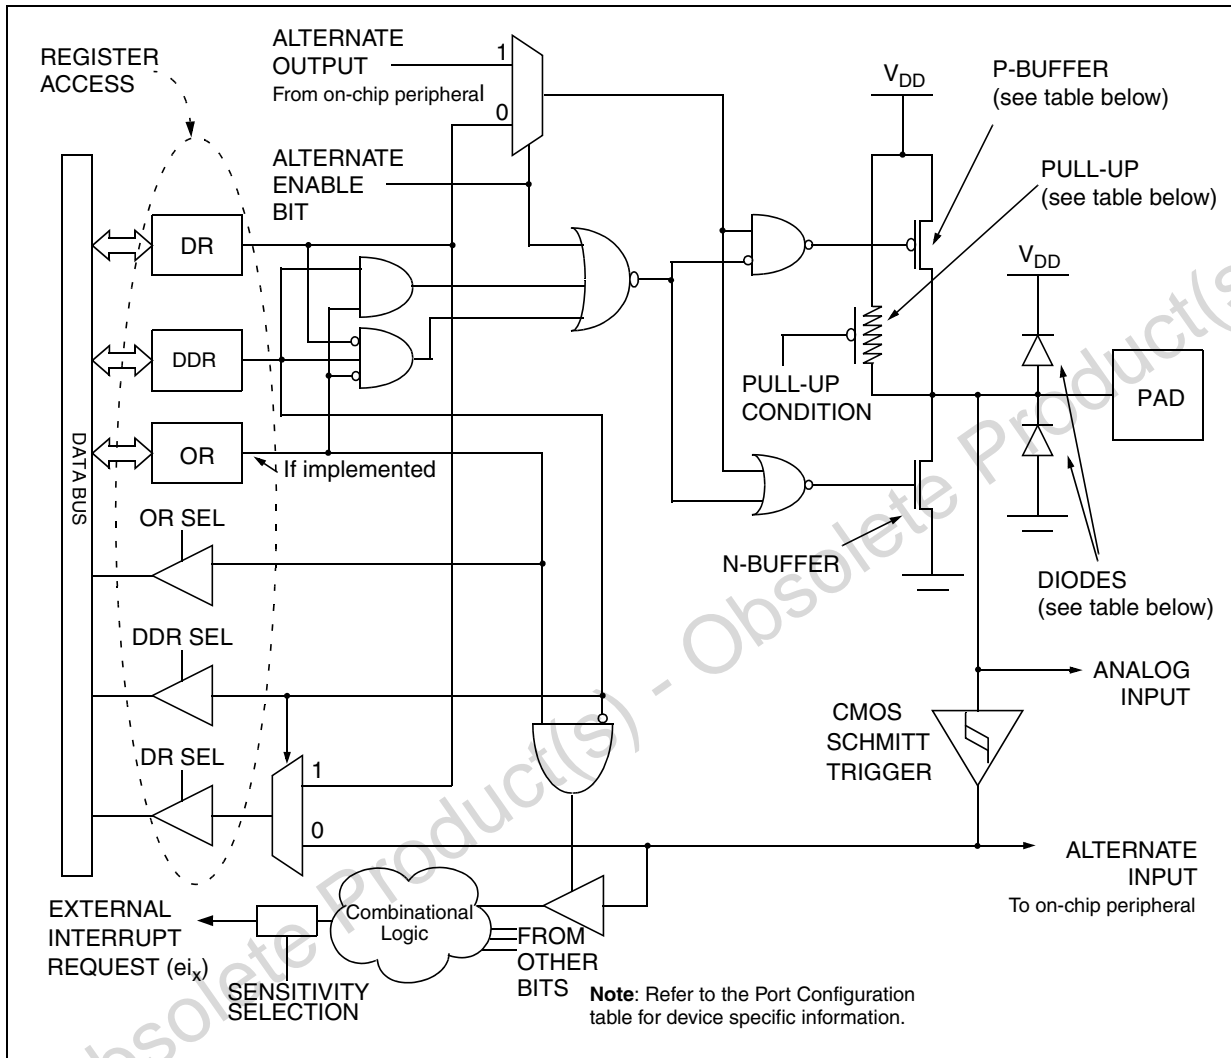 REGISTER
ACCESS
ALTERNATE
OUTPUT
From on-chip peripheral
1
0
ALTERNATE
ENABLE
BIT
VDD
P-BUFFER
(see table below)
PULL-UP
(see table below)
DR
DDR
OR
If implemented
DATA BUS
PULL-UP
CONDITION
VDD
PAD
N-BUFFER
DIODES
(see table below)
OR SEL
DDR SEL
DR SEL
1
0
ANALOG
INPUT
CMOS
SCHMITT
TRIGGER
ALTERNATE
INPUT
To on-chip peripheral
EXTERNAL
INTERRUPT
REQUEST (eix)
Combinational
Logic
SENSITIVITY
SELECTION
FROM
OTHER
BITS
Note: Refer to the Port Configuration
table for device specific information.
Obsolete Product(s) - Obsolete Product(s